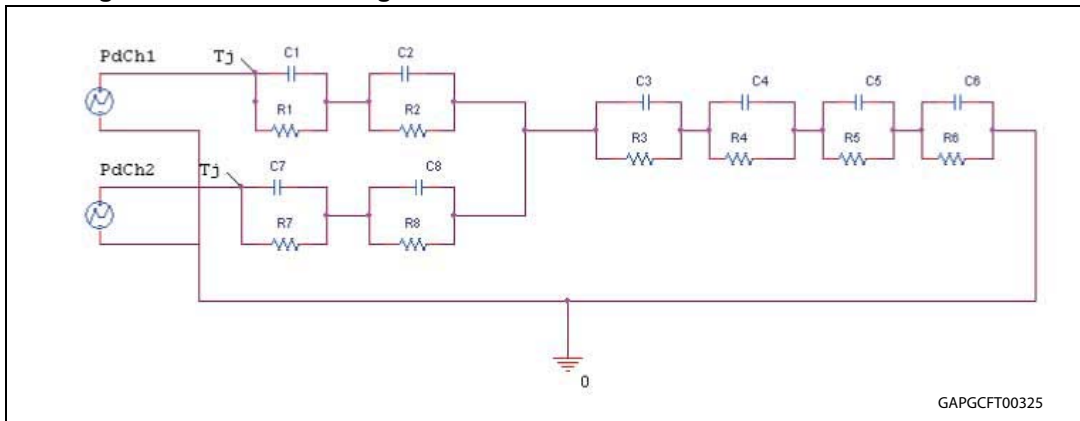 PdCh1
Tj
C1
C2
R1
R2
C3
C4
C5
C6
R3
R4
R5
R6
PdCh2
Tj
C7
C8
R7
R8
0
GAPGCFT00325